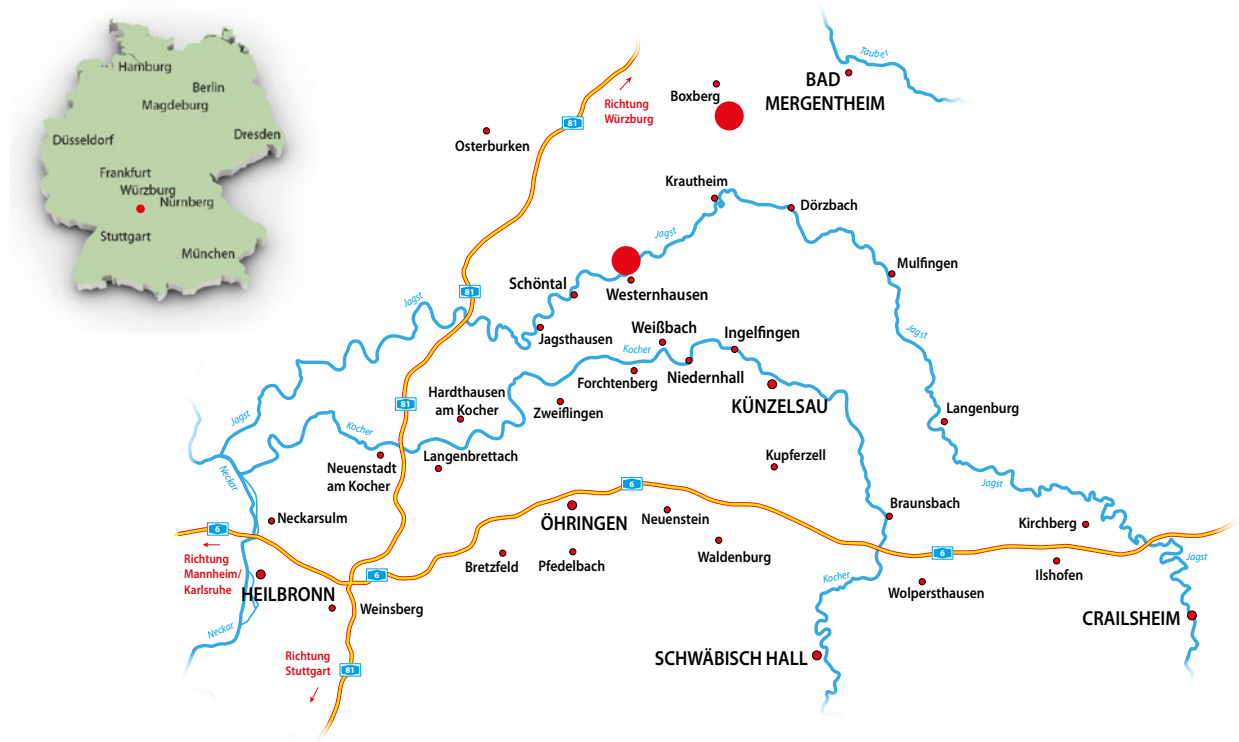 Hamburg
Berlin
Magdeburg
Düsseldorf
Dresden
Frankfurt
Würzburg
Nürnberg
Stuttgart
München
Tauber
BAD
MERGENTHEIM
Boxberg
Richtung
Würzburg
81
Osterburken
Krautheim
Dörzbach
Jagst
Mulfingen
Schöntal
Westernhausen
81
Jagst
Jagsthausen
Weißbach
Ingelfingen
Jagst
Kocher
Niedernhall
Forchtenberg
Hardthausen
am Kocher
Zweiflingen
KÜNZELSAU
81
Langenburg
Jagst
Kocher
Neuenstadt
am Kocher
Langenbrettach
Kupferzell
Neckar
Jagst
6
Braunsbach
Neckarsulm
ÖHRINGEN
Neuenstein
Kirchberg
6
Waldenburg
6
Richtung
Mannheim/
Karlsruhe
Bretzfeld
Pfedelbach
6
Ilshofen
Jagst
Kocher
HEILBRONN
Weinsberg
Wolpertshausen
CRAILSHEIM
Neckar
Richtung
Stuttgart
81
SCHWÄBISCH HALL